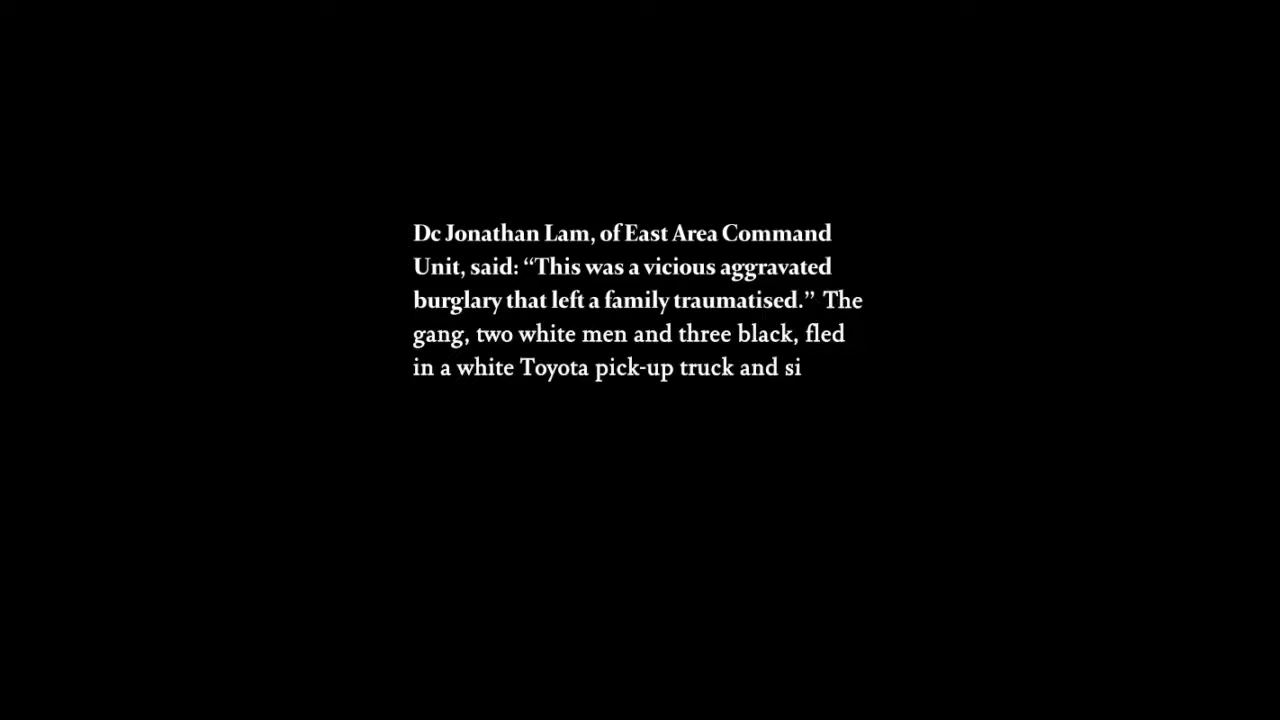 Dc Jonathan Lam, of East Area Command
Unit, said: “This was a vicious aggravated
burglary that left a family traumatised.” The
gang, two white men and three black, fled
in a white Toyota pick-up truck and si